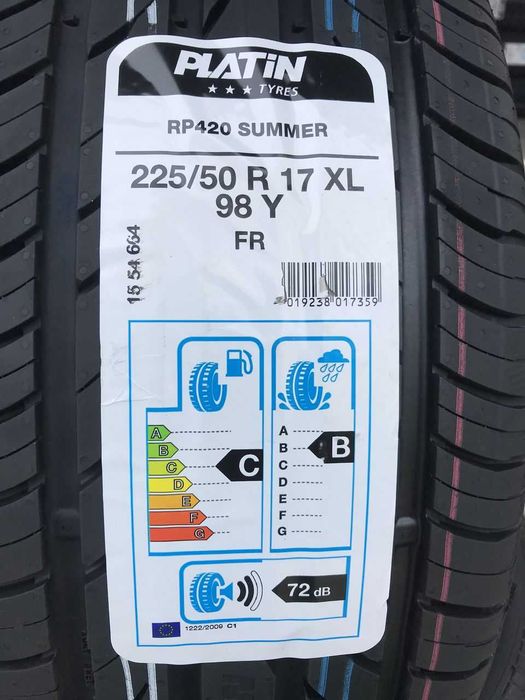 PLATiN
★★★ TYRES
RP420 SUMMER
225/50 R 17 XL
98 Y
FR
15 54 664
019238 017359
A
B
C
D
E
F
G
C
A
B
C
D
E
F
G
B
72 dB
1222/2009 C1